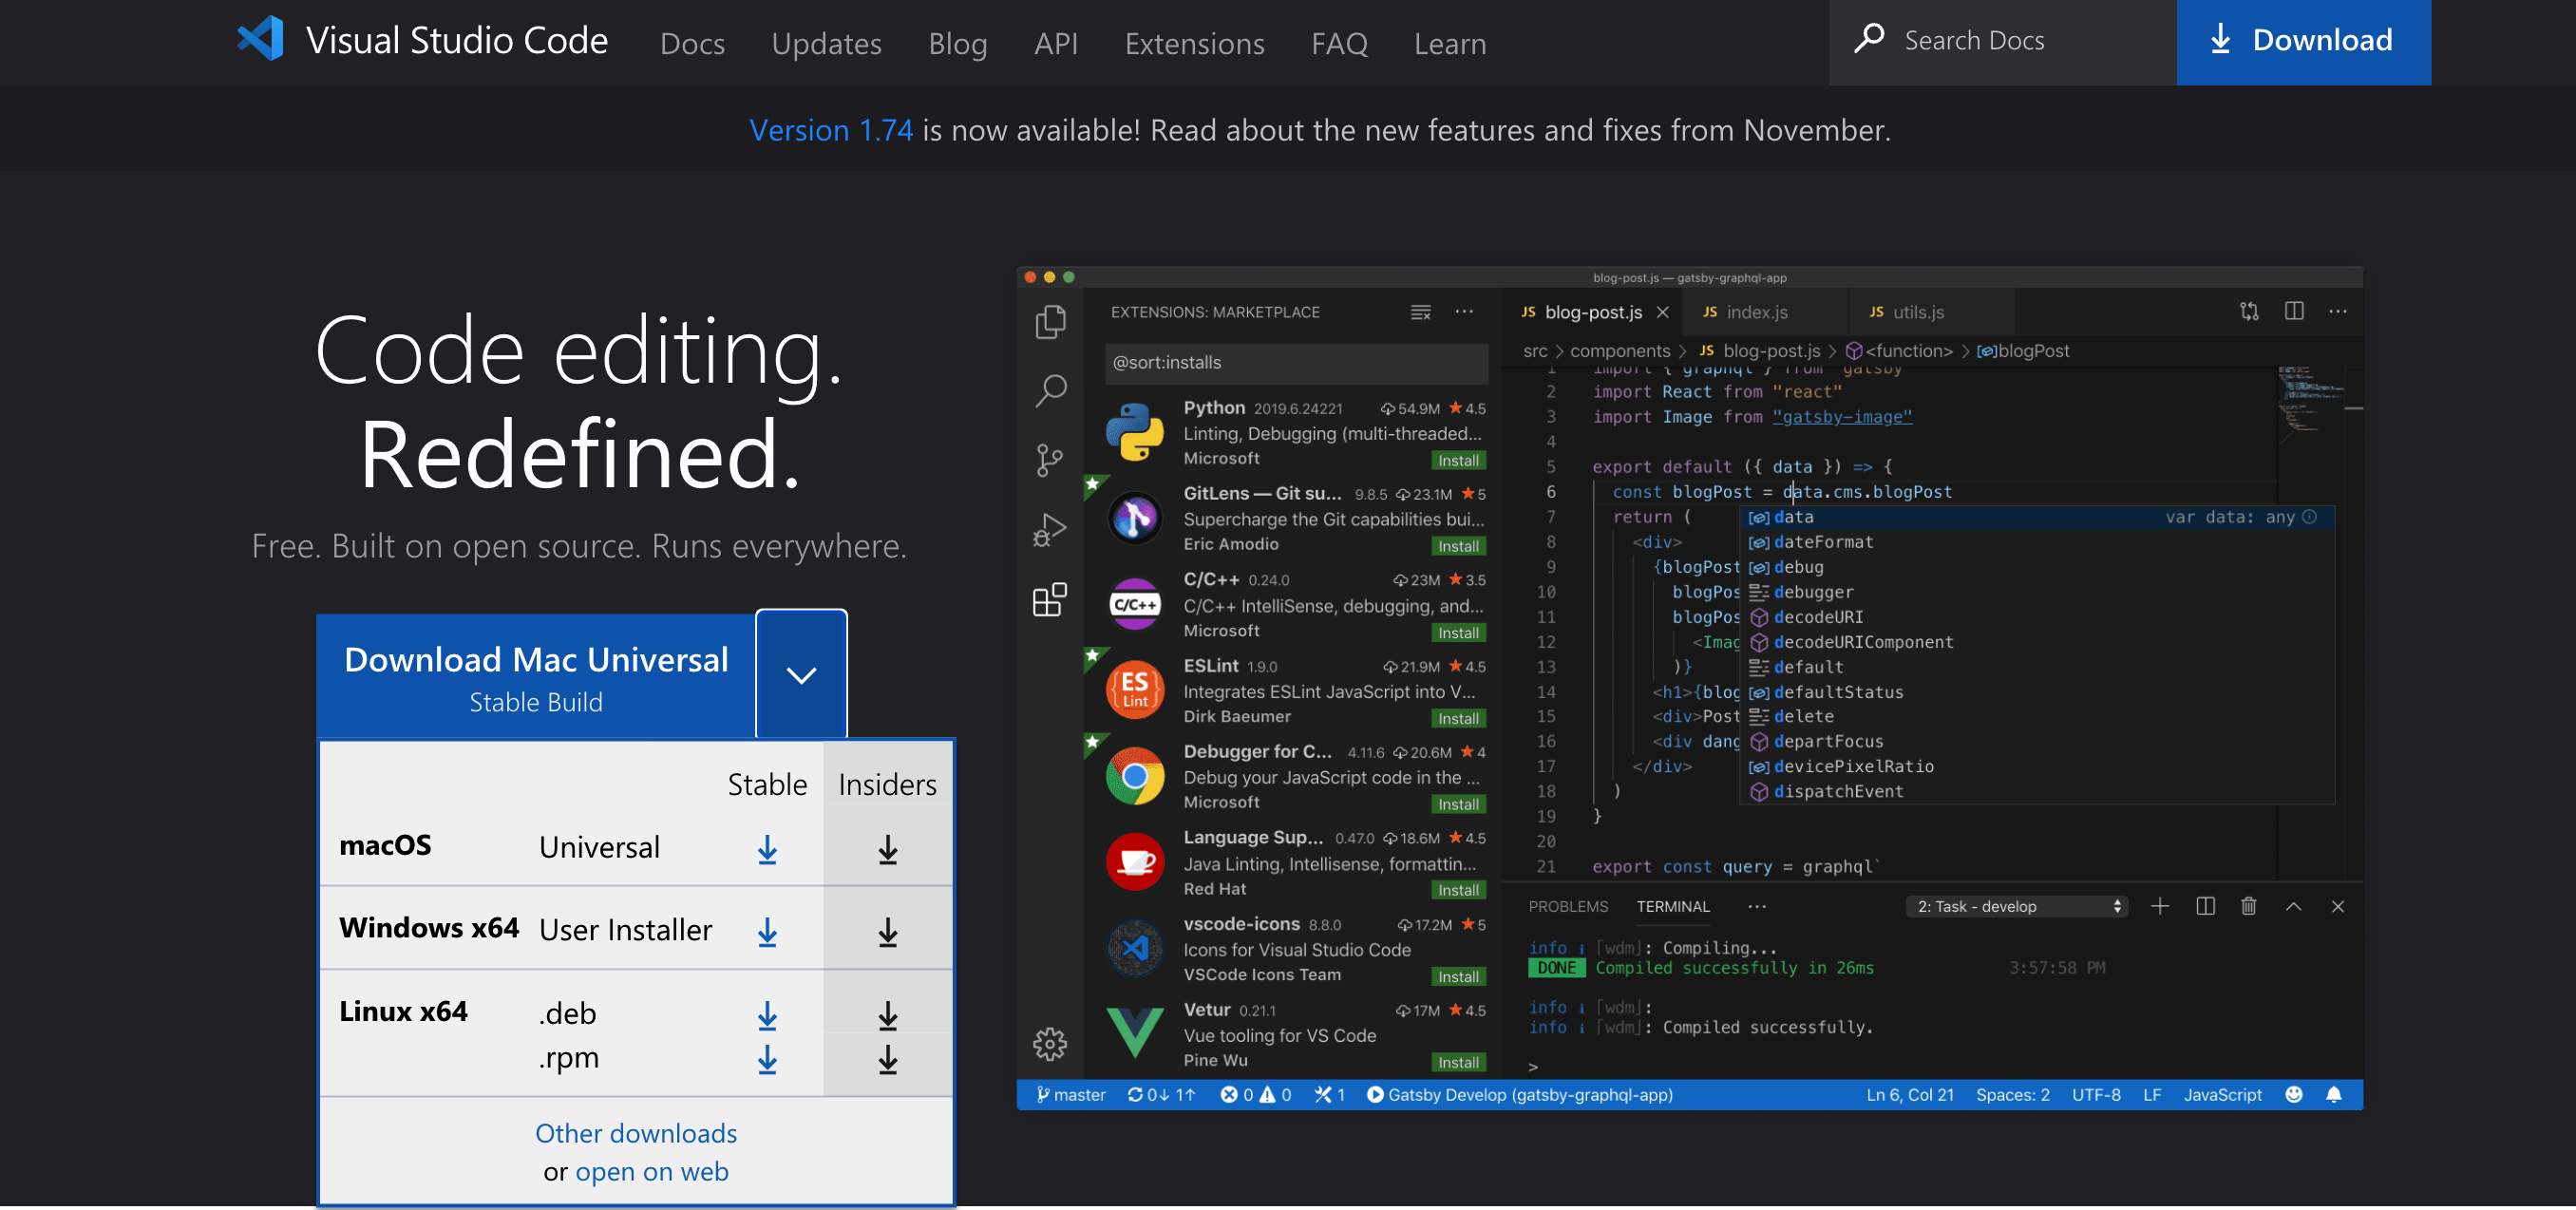 Visual Studio Code
Docs
Updates
Blog
API
Extensions
FAQ
Learn
Search Docs
Download
Version 1.74 is now available! Read about the new features and fixes from November.
Code editing.
Redefined.
Free. Built on open source. Runs everywhere.
Download Mac Universal
Stable Build
Stable Insiders
macOS Universal
Windows x64 User Installer
Linux x64 .deb
.rpm
Other downloads
or open on web
blog-post.js — gatsby-graphql-app
EXTENSIONS: MARKETPLACE
@sort:installs
Python 2019.6.24221 54.9M 4.5
Linting, Debugging (multi-threaded...
Microsoft Install
GitLens — Git su... 9.8.5 23.1M 5
Supercharge the Git capabilities bui...
Eric Amodio Install
C/C++
C/C++ 0.24.0 23M 3.5
C/C++ IntelliSense, debugging, and...
Microsoft Install
ES
Lint
ESLint 1.9.0 21.9M 4.5
Integrates ESLint JavaScript into V...
Dirk Baeumer Install
Debugger for C... 4.11.6 20.6M 4
Debug your JavaScript code in the ...
Microsoft Install
Language Sup... 0.47.0 18.6M 4.5
Java Linting, Intellisense, formattin...
Red Hat Install
vscode-icons 8.8.0 17.2M 5
Icons for Visual Studio Code
VSCode Icons Team Install
Vetur 0.21.1 17M 4.5
Vue tooling for VS Code
Pine Wu Install
JS blog-post.js JS index.js JS utils.js
src > components > JS blog-post.js > <function> > blogPost
1 import { graphql } from "gatsby"
2 import React from "react"
3 import Image from "gatsby-image"
4
5 export default ({ data }) => {
6 const blogPost = data.cms.blogPost
7 return (
8 <div>
9 {blogPost
10 blogPos
11 blogPos
12 <Imag
13 )}
14 <h1>{blog
15 <div>Post
16 <div dang
17 </div>
18 )
19 }
20
21 export const query = graphql`
data var data: any
dateFormat
debug
debugger
decodeURI
decodeURIComponent
default
defaultStatus
delete
departFocus
devicePixelRatio
dispatchEvent
PROBLEMS TERMINAL ... 2: Task - develop
info i [wdm]: Compiling...
DONE Compiled successfully in 26ms 3:57:58 PM
info i [wdm]:
info i [wdm]: Compiled successfully.
>
master 0↓ 1↑ 0 0 1 Gatsby Develop (gatsby-graphql-app) Ln 6, Col 21 Spaces: 2 UTF-8 LF JavaScript